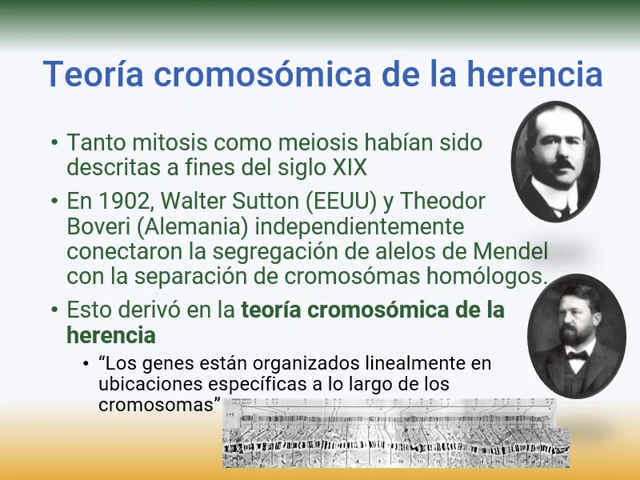 Teoría cromosómica de la herencia
• Tanto mitosis como meiosis habían sido
descritas a fines del siglo XIX
• En 1902, Walter Sutton (EEUU) y Theodor
Boveri (Alemania) independientemente
conectaron la segregación de alelos de Mendel
con la separación de cromosómas homólogos.
• Esto derivó en la teoría cromosómica de la
herencia
• “Los genes están organizados linealmente en
ubicaciones específicas a lo largo de los
cromosomas”